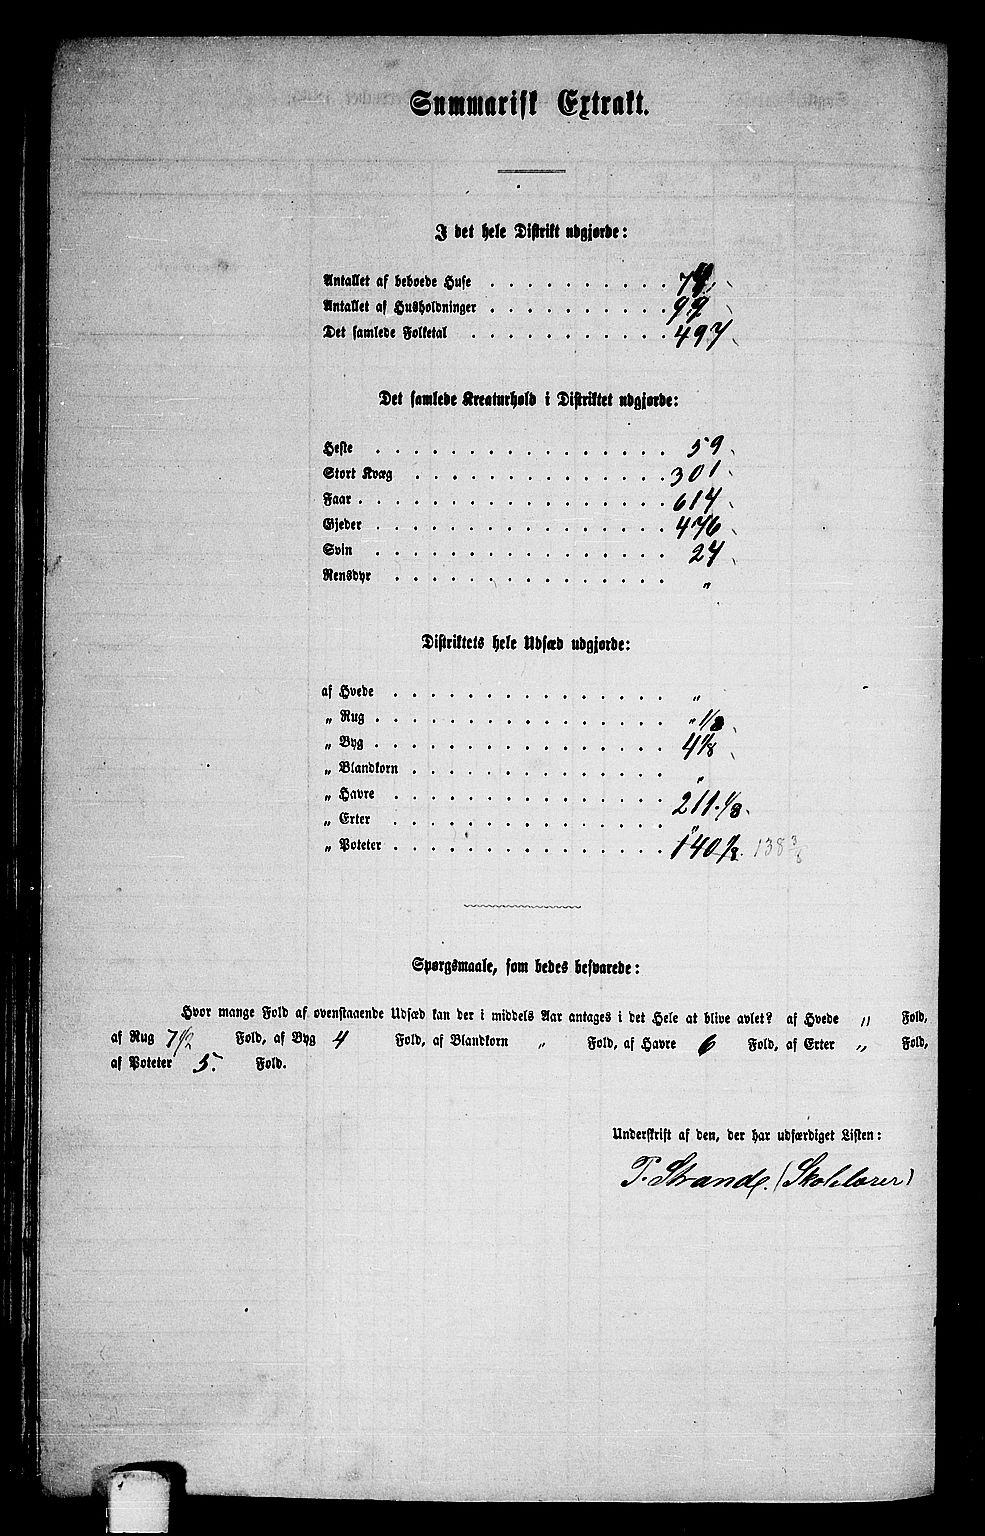 Summarisk Extrakt.
I det hele Distrikt udgjorde:
Antallet af beboede Huse . . . . . . . . . .
Antallet af Husholdninger . . . . . . . . . . 99
Det samlede Folketal . . . . . . . . . . . 497
Det samlede Kreaturhold i Distriktet udgjorde:
Heste . . . . . . . . . . . . . . . . 59
Stort Kvæg . . . . . . . . . . . . . . 301
Faar . . . . . . . . . . . . . . . . . 614
Gjeder . . . . . . . . . . . . . . . . 476
Svin . . . . . . . . . . . . . . . . 27
Rensdyr . . . . . . . . . . . . . . . "
Distriktets hele Udsæd udgjorde:
af Hvede . . . . . . . . . . . . . . . "
„ Rug . . . . . . . . . . . . . . . . " 1/8
„ Byg . . . . . . . . . . . . . . . . 4 1/8
„ Blandkorn . . . . . . . . . . . . . . "
„ Havre . . . . . . . . . . . . . . . 211. 1/8.
„ Erter . . . . . . . . . . . . . . . "
„ Poteter . . . . . . . . . . . . . . . 140 7/8. 138 3/8
Spørgsmaale, som bedes besvarede:
Hvor mange Fold af ovenstaaende Udsæd kan der i middels Aar antages i det Hele at blive avlet? af Hvede " Fold,
af Rug 7 1/2 Fold, af Byg 4 Fold, af Blandkorn " Fold, af Havre 6 Fold, af Erter " Fold,
af Poteter 5. Fold.
Underskrift af den, der har udfærdiget Listen:
T. Strand. (Skolelærer)